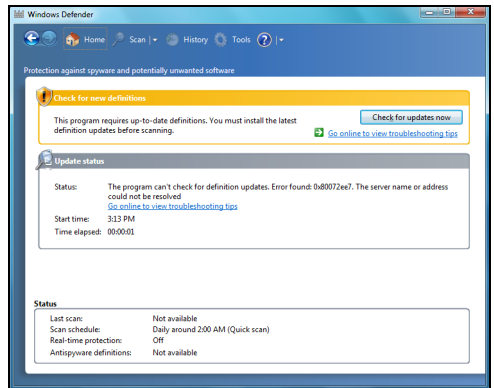 Windows Defender
Home Scan History Tools
Protection against spyware and potentially unwanted software
Check for new definitions
This program requires up-to-date definitions. You must install the latest
definition updates before scanning.
Check for updates now
Go online to view troubleshooting tips
Update status
Status: The program can't check for definition updates. Error found: 0x80072ee7. The server name or address
could not be resolved
Go online to view troubleshooting tips
Start time: 3:13 PM
Time elapsed: 00:00:01
Status
Last scan: Not available
Scan schedule: Daily around 2:00 AM (Quick scan)
Real-time protection: Off
Antispyware definitions: Not available